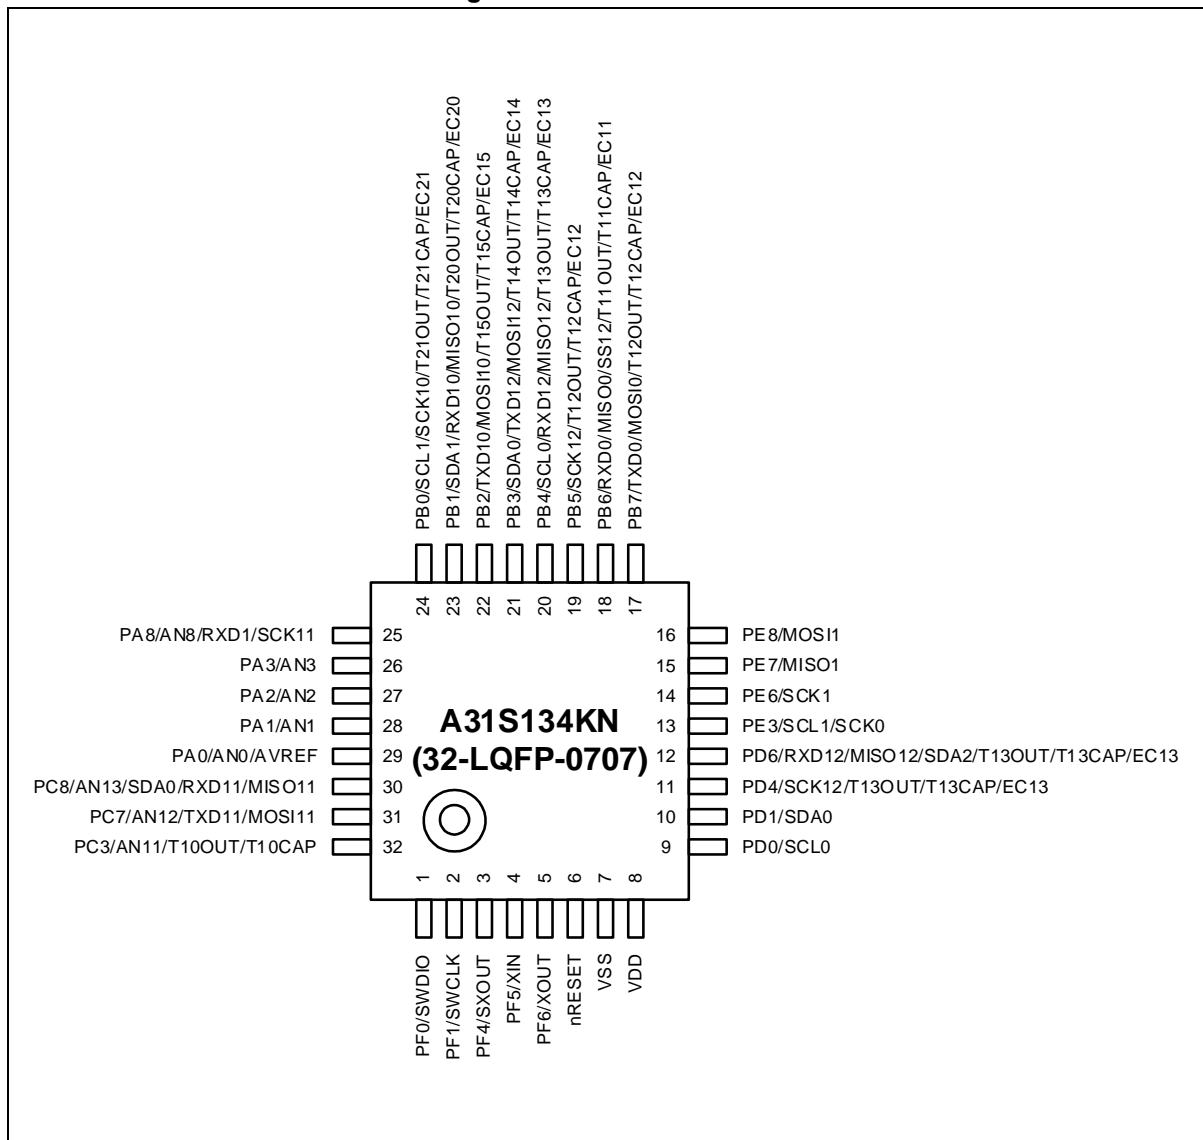 PB0/SCL1/SCK10/T21OUT/T21CAP/EC21
PB1/SDA1/RXD10/MISO10/T20OUT/T20CAP/EC20
PB2/TXD10/MOSI10/T15OUT/T15CAP/EC15
PB3/SDA0/TXD12/MOSI12/T14OUT/T14CAP/EC14
PB4/SCL0/RXD12/MISO12/T13OUT/T13CAP/EC13
PB5/SCK12/T12OUT/T12CAP/EC12
PB6/RXD0/MISO0/SS12/T11OUT/T11CAP/EC11
PB7/TXD0/MOSI0/T12OUT/T12CAP/EC12
24 23 22 21 20 19 18 17
PA8/AN8/RXD1/SCK11 25
PA3/AN3 26
PA2/AN2 27
PA1/AN1 28
PA0/AN0/AVREF 29
PC8/AN13/SDA0/RXD11/MISO11 30
PC7/AN12/TXD11/MOSI11 31
PC3/AN11/T10OUT/T10CAP 32
A31S134KN
(32-LQFP-0707)
16 PE8/MOSI1
15 PE7/MISO1
14 PE6/SCK1
13 PE3/SCL1/SCK0
12 PD6/RXD12/MISO12/SDA2/T13OUT/T13CAP/EC13
11 PD4/SCK12/T13OUT/T13CAP/EC13
10 PD1/SDA0
9 PD0/SCL0
1 2 3 4 5 6 7 8
PF0/SWDIO
PF1/SWCLK
PF4/SXOUT
PF5/XIN
PF6/XOUT
nRESET
VSS
VDD